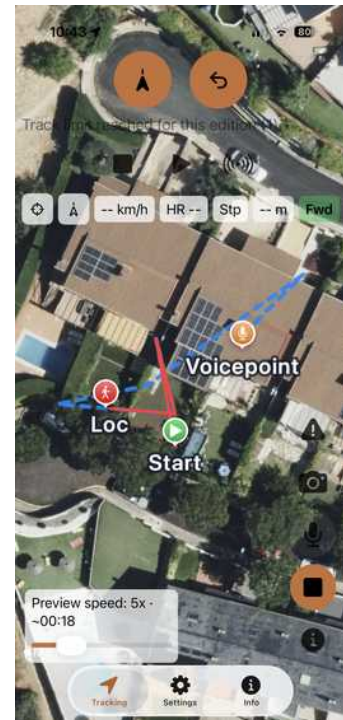 10:43
80
Track limit reached for this edition (1).
-- km/h
HR --
Stp
-- m
Fwd
Voicepoint
Loc
Start
Preview speed: 5x ·
~00:18
Tracking
Settings
Info